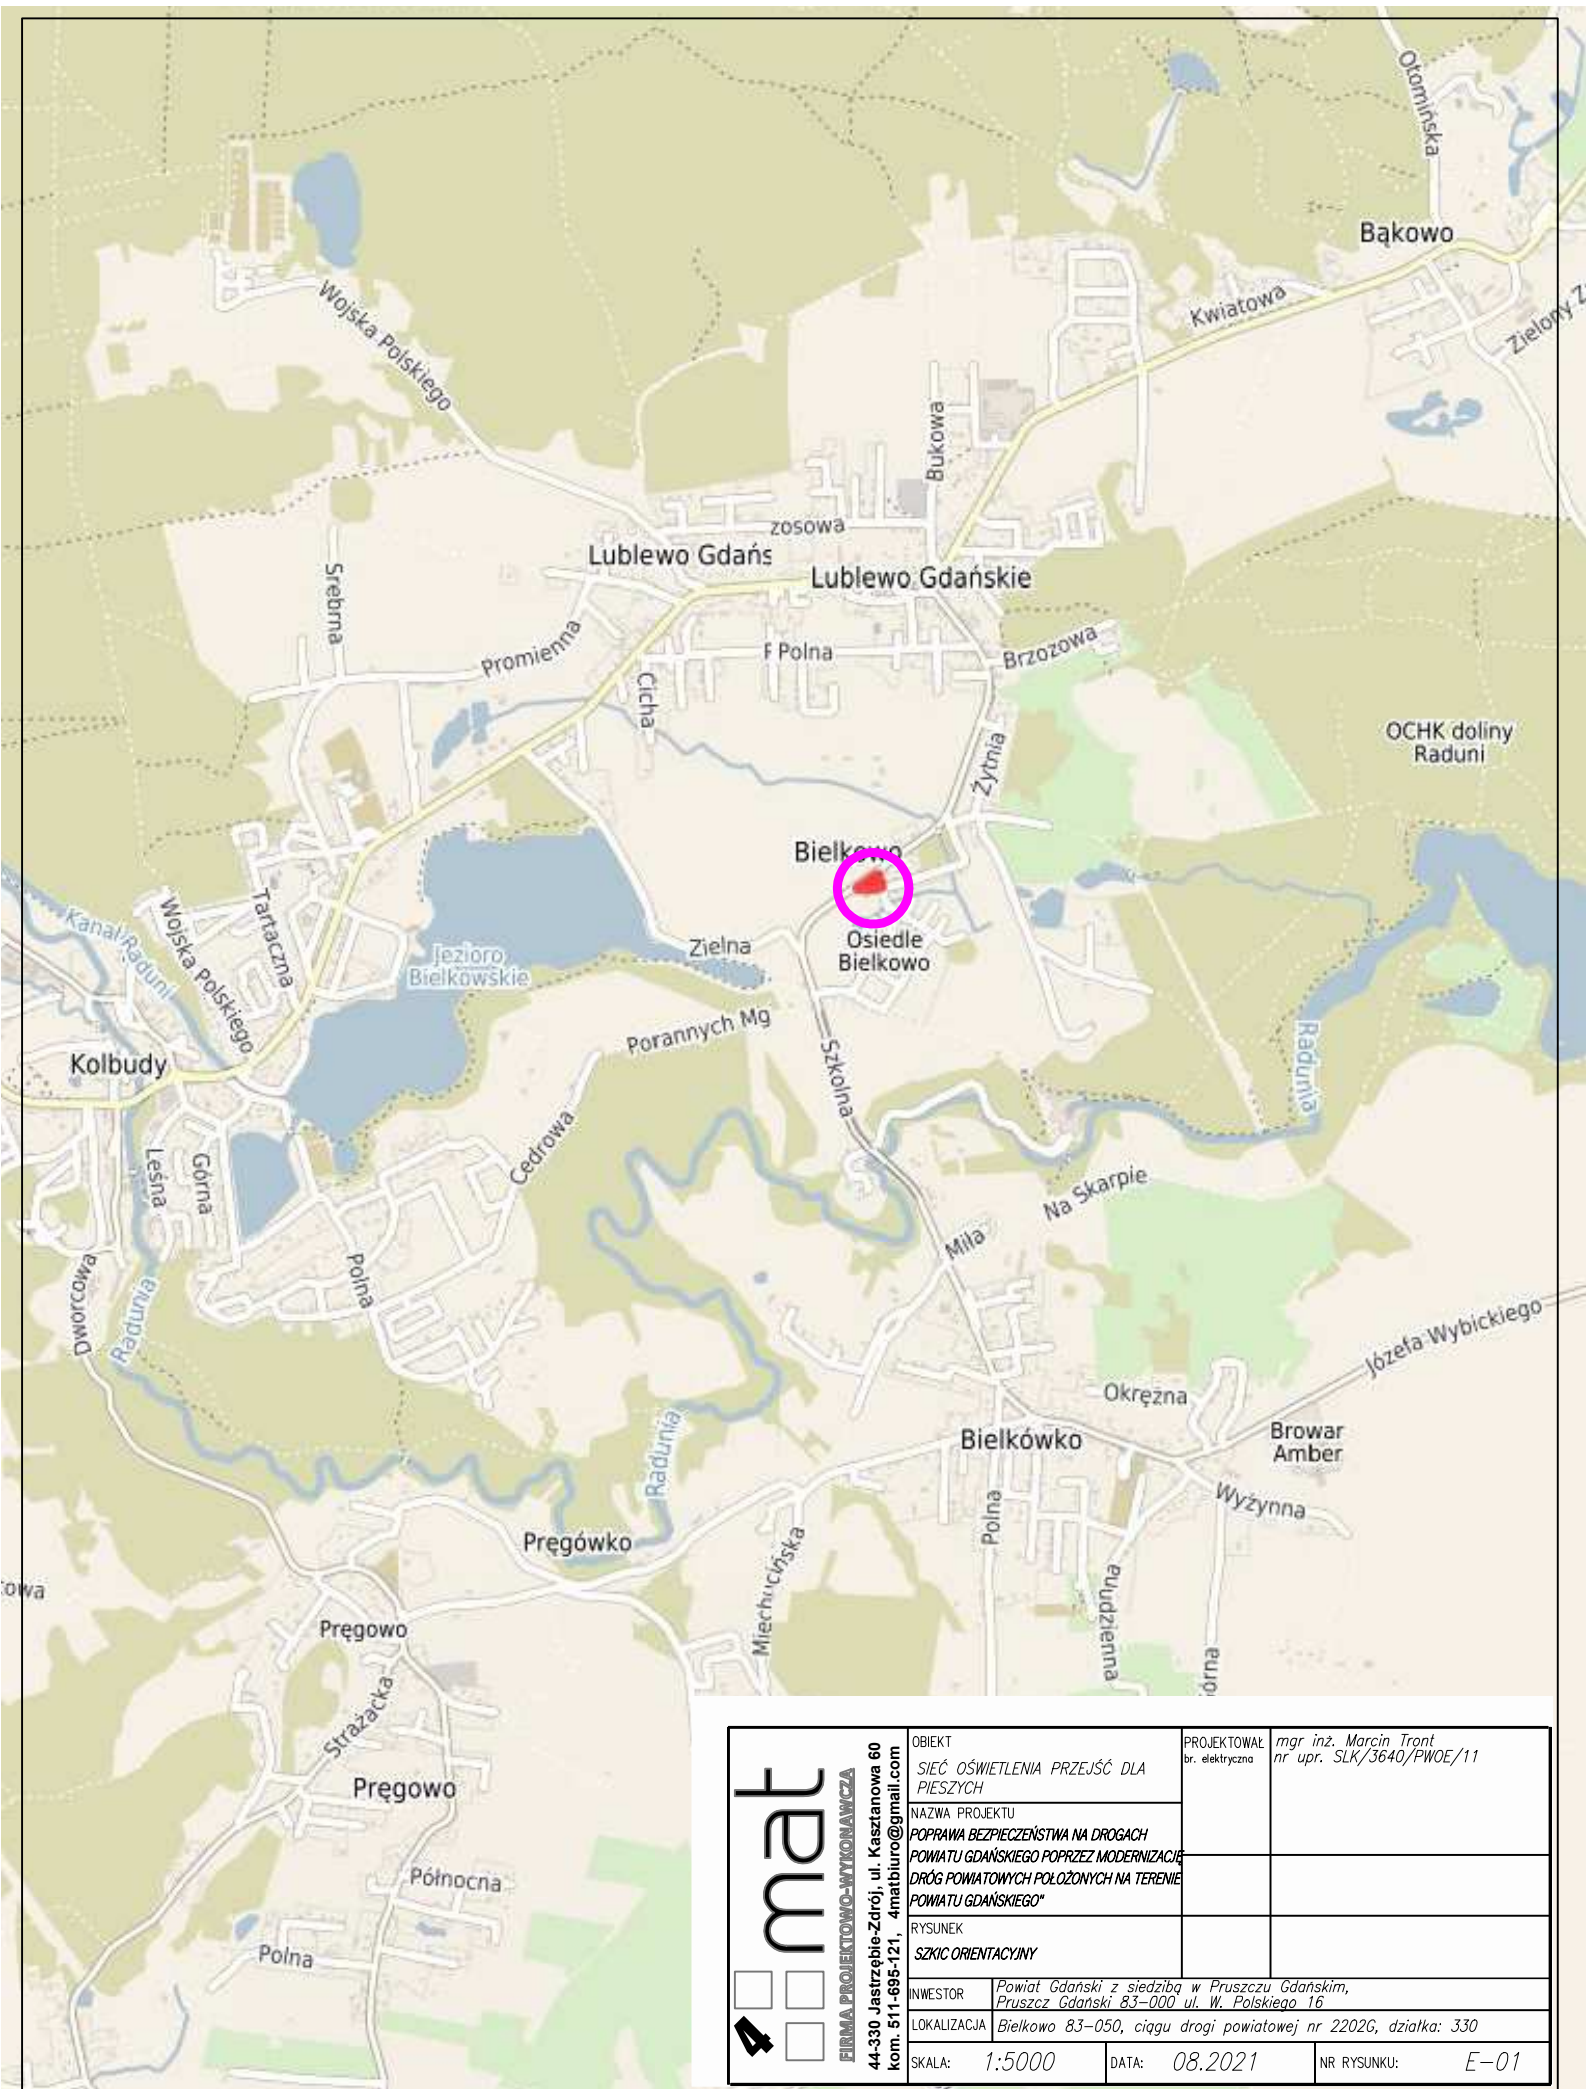 Otomińska
Bąkowo
Wojska Polskiego
Kwiatowa
Zielony
Bukowa
zosowa
Lublewo Gdańs
Lublewo Gdańskie
Srebrna
Promienna
Polna
Brzozowa
Cicha
OCHK doliny
Raduni
Żytnia
Bielkowo
Tartaczna
Wojska Polskiego
Kanał Raduni
Jezioro
Bielkowskie
Zielna
Osiedle
Bielkowo
Porannych Mg
Szkolna
Radunia
Kolbudy
Leśna
Górna
Cedrowa
Na Skarpie
Miła
Dworcowa
Radunia
Polna
Józefa Wybickiego
Okrężna
Browar
Amber
Bielkówko
Radunia
Wyżynna
Polna
Pręgówko
Miechucińska
owa
Pręgowo
Strażacka
órna
Pręgowo
Północna
Polna
4mat
FIRMA PROJEKTOWO-WYKONAWCZA
44-330 Jastrzębie-Zdrój, ul. Kasztanowa 60
kom. 511-695-121, 4matbiuro@gmail.com
OBIEKT
SIEĆ OŚWIETLENIA PRZEJŚĆ DLA
PIESZYCH
PROJEKTOWAŁ
br. elektryczna
mgr inż. Marcin Tront
nr upr. SLK/3640/PWOE/11
NAZWA PROJEKTU
POPRAWA BEZPIECZEŃSTWA NA DROGACH
POWIATU GDAŃSKIEGO POPRZEZ MODERNIZACJĘ
DRÓG POWIATOWYCH POŁOŻONYCH NA TERENIE
POWIATU GDAŃSKIEGO"
RYSUNEK
SZKIC ORIENTACYJNY
INWESTOR
Powiat Gdański z siedzibą w Pruszczu Gdańskim,
Pruszcz Gdański 83-000 ul. W. Polskiego 16
LOKALIZACJA
Bielkowo 83-050, ciągu drogi powiatowej nr 2202G, działka: 330
SKALA: 1:5000
DATA: 08.2021
NR RYSUNKU: E-01